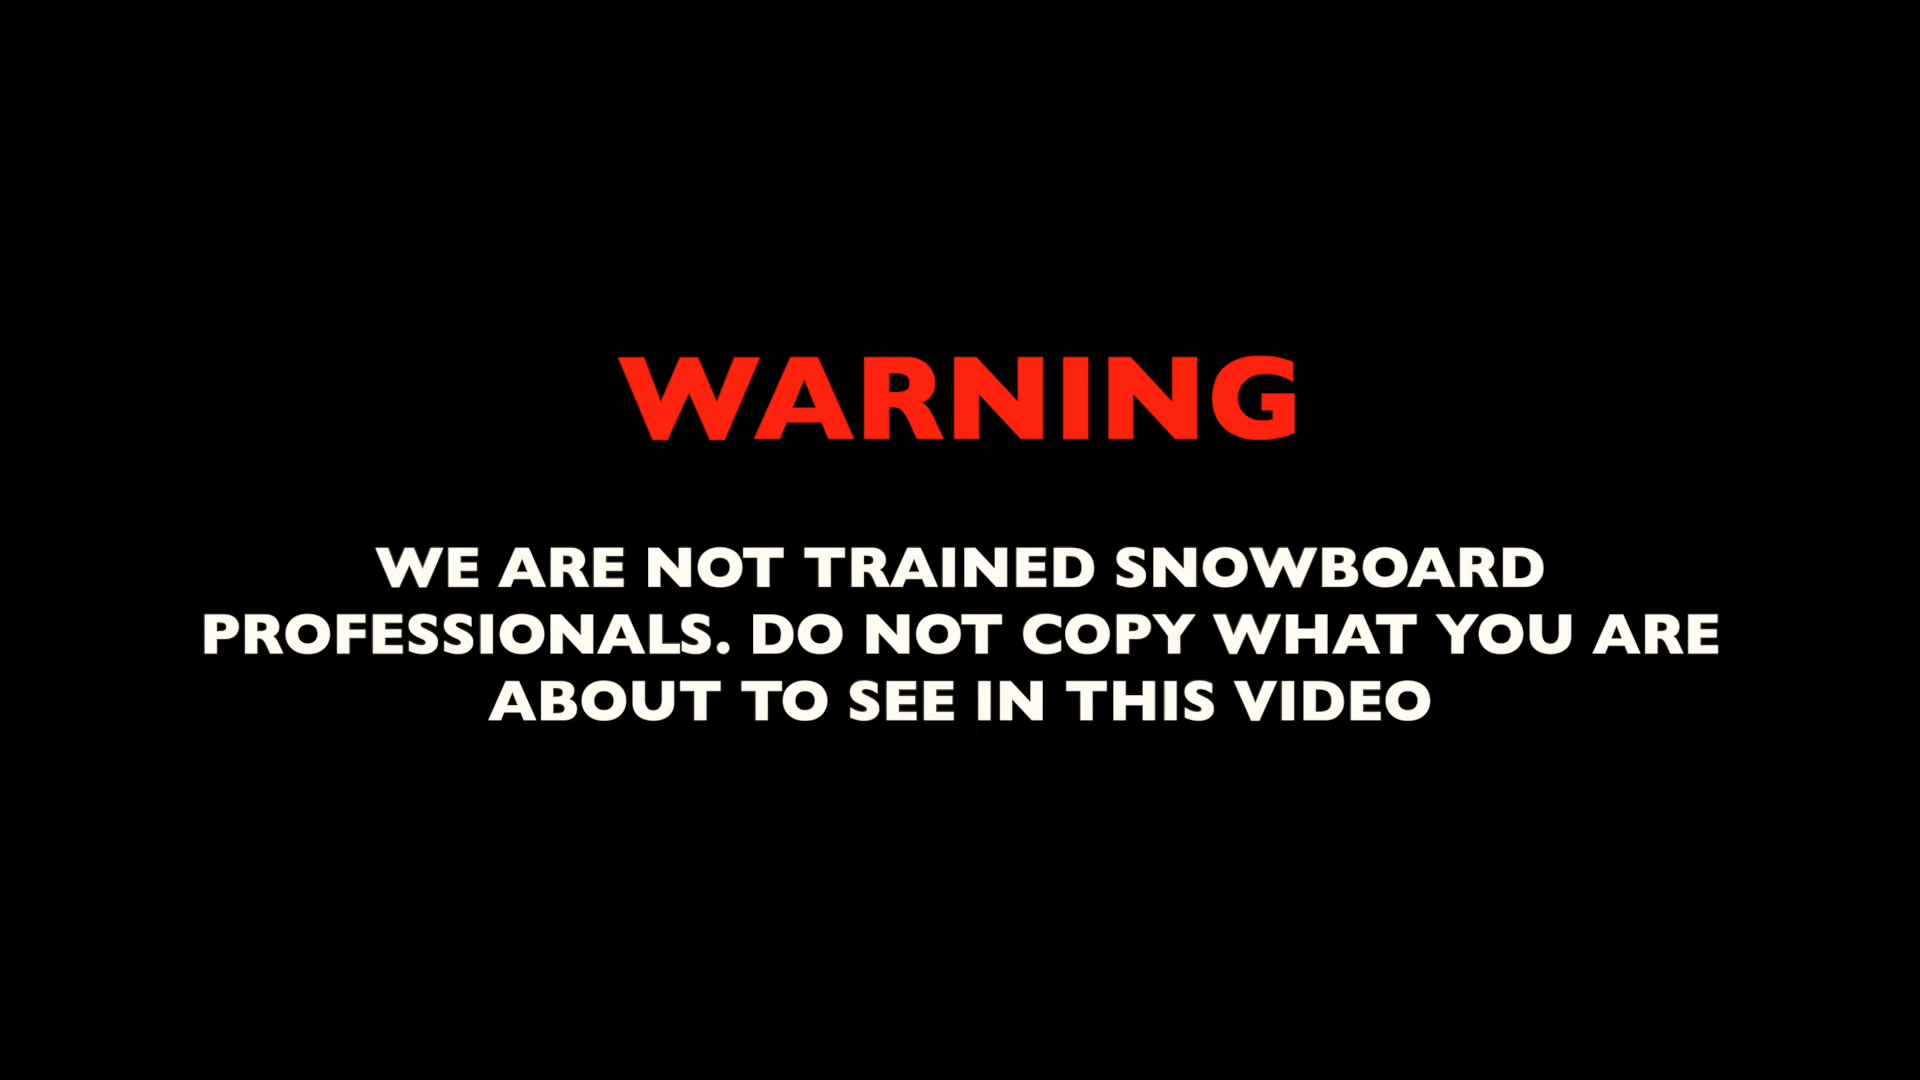 WARNING
WE ARE NOT TRAINED SNOWBOARD
PROFESSIONALS. DO NOT COPY WHAT YOU ARE
ABOUT TO SEE IN THIS VIDEO